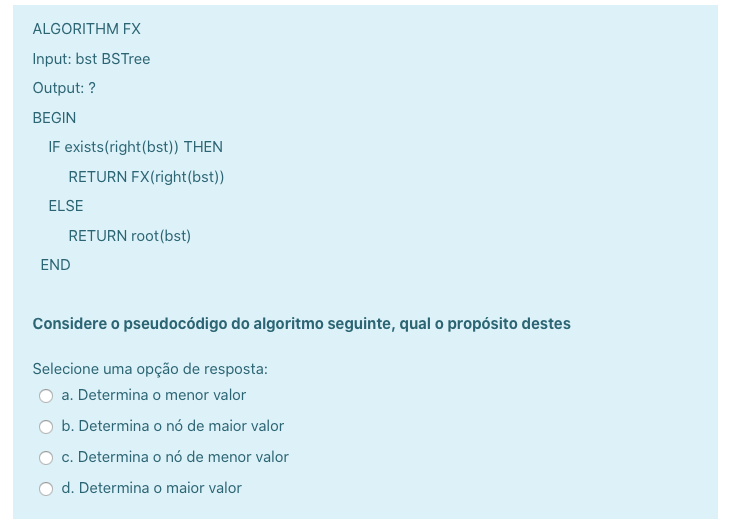 ALGORITHM FX
Input: bst BSTree
Output: ?
BEGIN
IF exists(right(bst)) THEN
RETURN FX(right(bst))
ELSE
RETURN root(bst)
END
Considere o pseudocódigo do algoritmo seguinte, qual o propósito destes
Selecione uma opção de resposta:
a. Determina o menor valor
b. Determina o nó de maior valor
c. Determina o nó de menor valor
d. Determina o maior valor